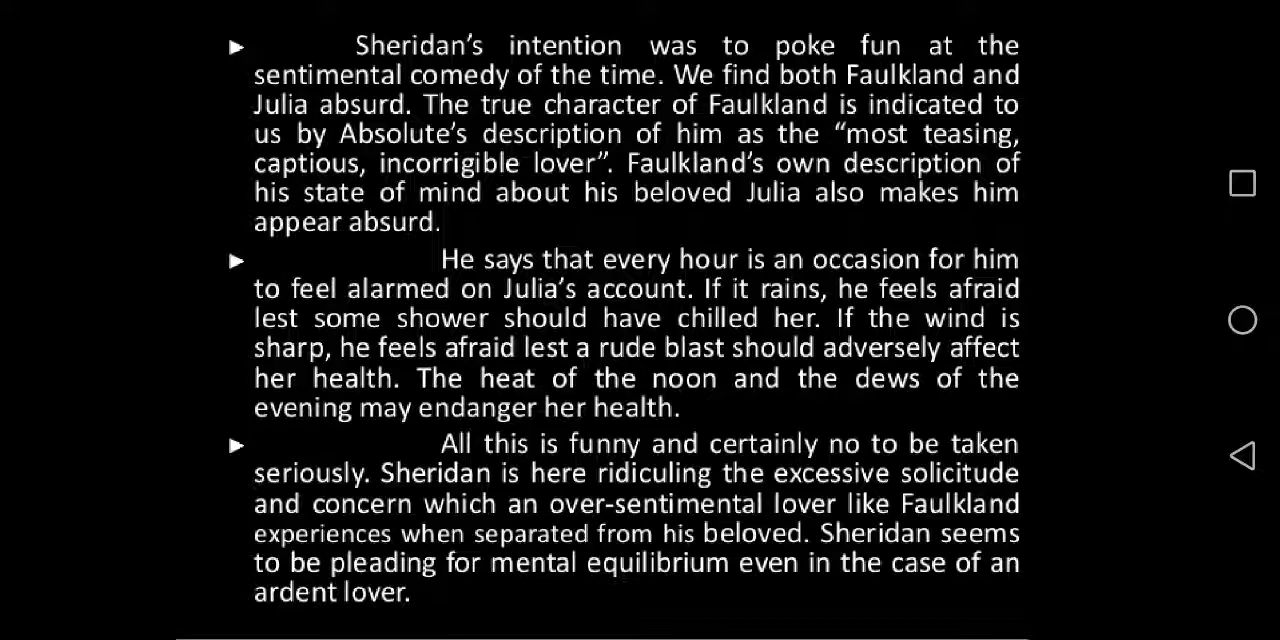 ► Sheridan’s intention was to poke fun at the
sentimental comedy of the time. We find both Faulkland and
Julia absurd. The true character of Faulkland is indicated to
us by Absolute’s description of him as the “most teasing,
captious, incorrigible lover”. Faulkland’s own description of
his state of mind about his beloved Julia also makes him
appear absurd.
► He says that every hour is an occasion for him
to feel alarmed on Julia’s account. If it rains, he feels afraid
lest some shower should have chilled her. If the wind is
sharp, he feels afraid lest a rude blast should adversely affect
her health. The heat of the noon and the dews of the
evening may endanger her health.
► All this is funny and certainly no to be taken
seriously. Sheridan is here ridiculing the excessive solicitude
and concern which an over-sentimental lover like Faulkland
experiences when separated from his beloved. Sheridan seems
to be pleading for mental equilibrium even in the case of an
ardent lover.